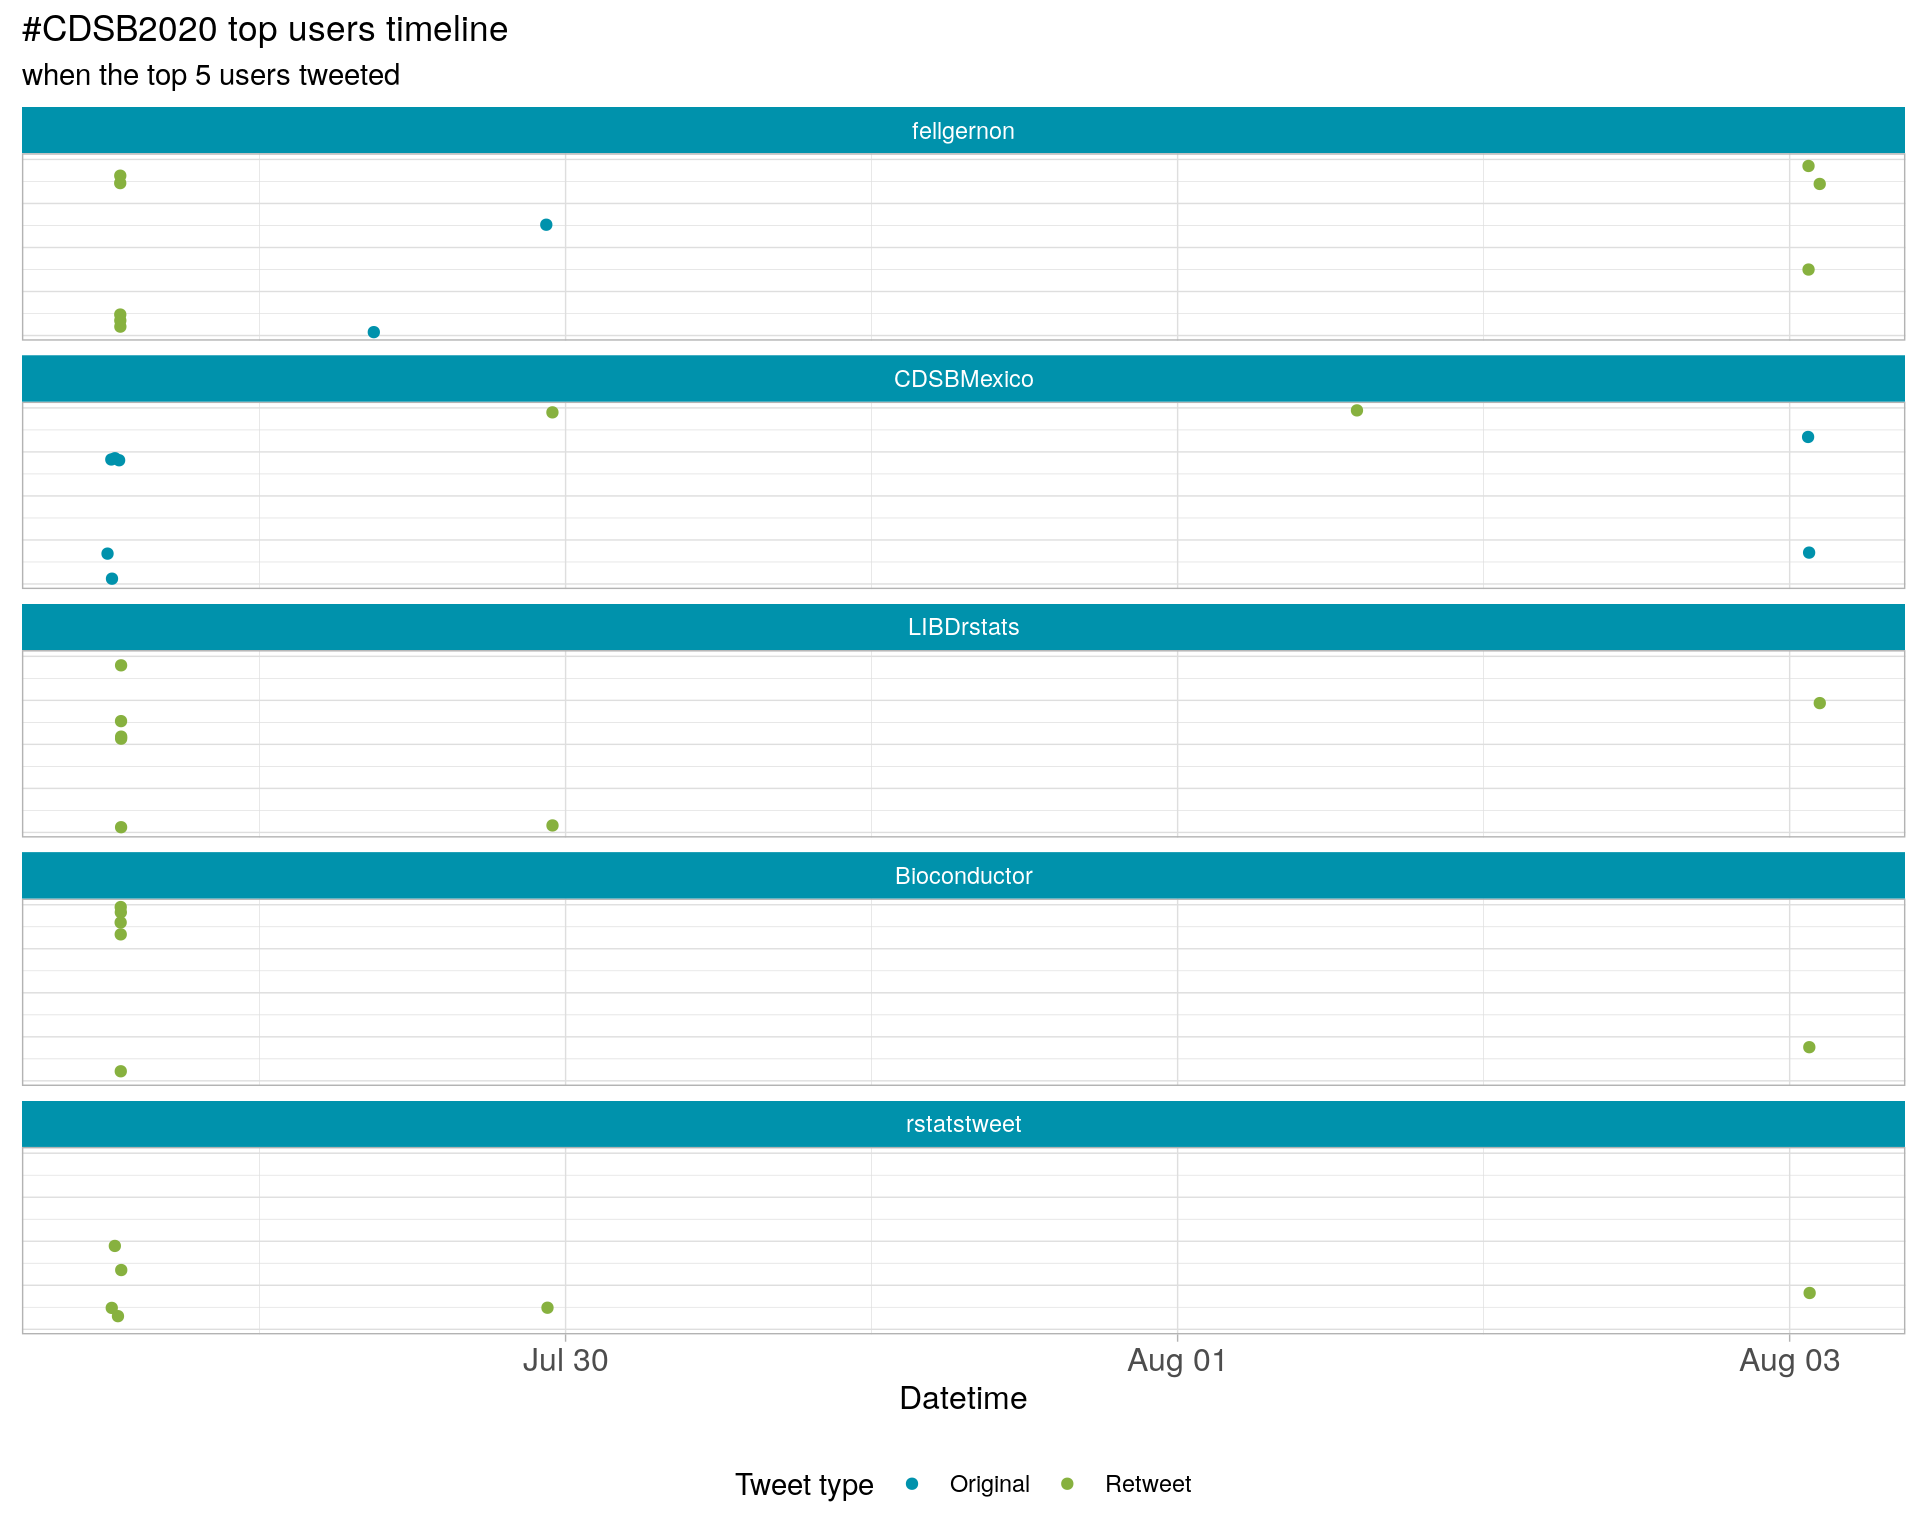 #CDSB2020 top users timeline
when the top 5 users tweeted
fellgernon
CDSBMexico
LIBDrstats
Bioconductor
rstatstweet
Jul 30 Aug 01 Aug 03
Datetime
Tweet type Original Retweet